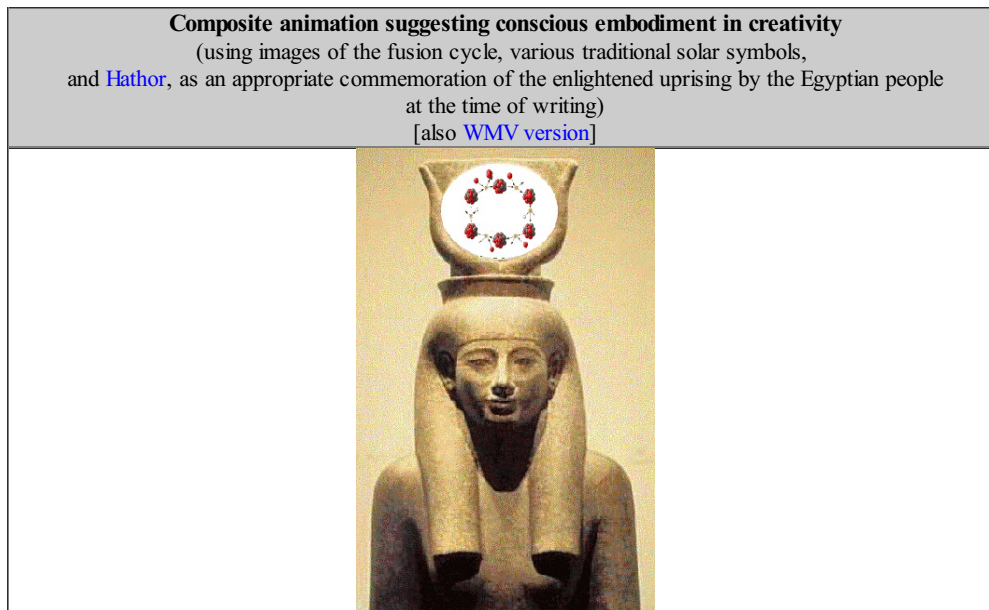 Composite animation suggesting conscious embodiment in creativity
(using images of the fusion cycle, various traditional solar symbols,
and Hathor, as an appropriate commemoration of the enlightened uprising by the Egyptian people
at the time of writing)
[also WMV version]